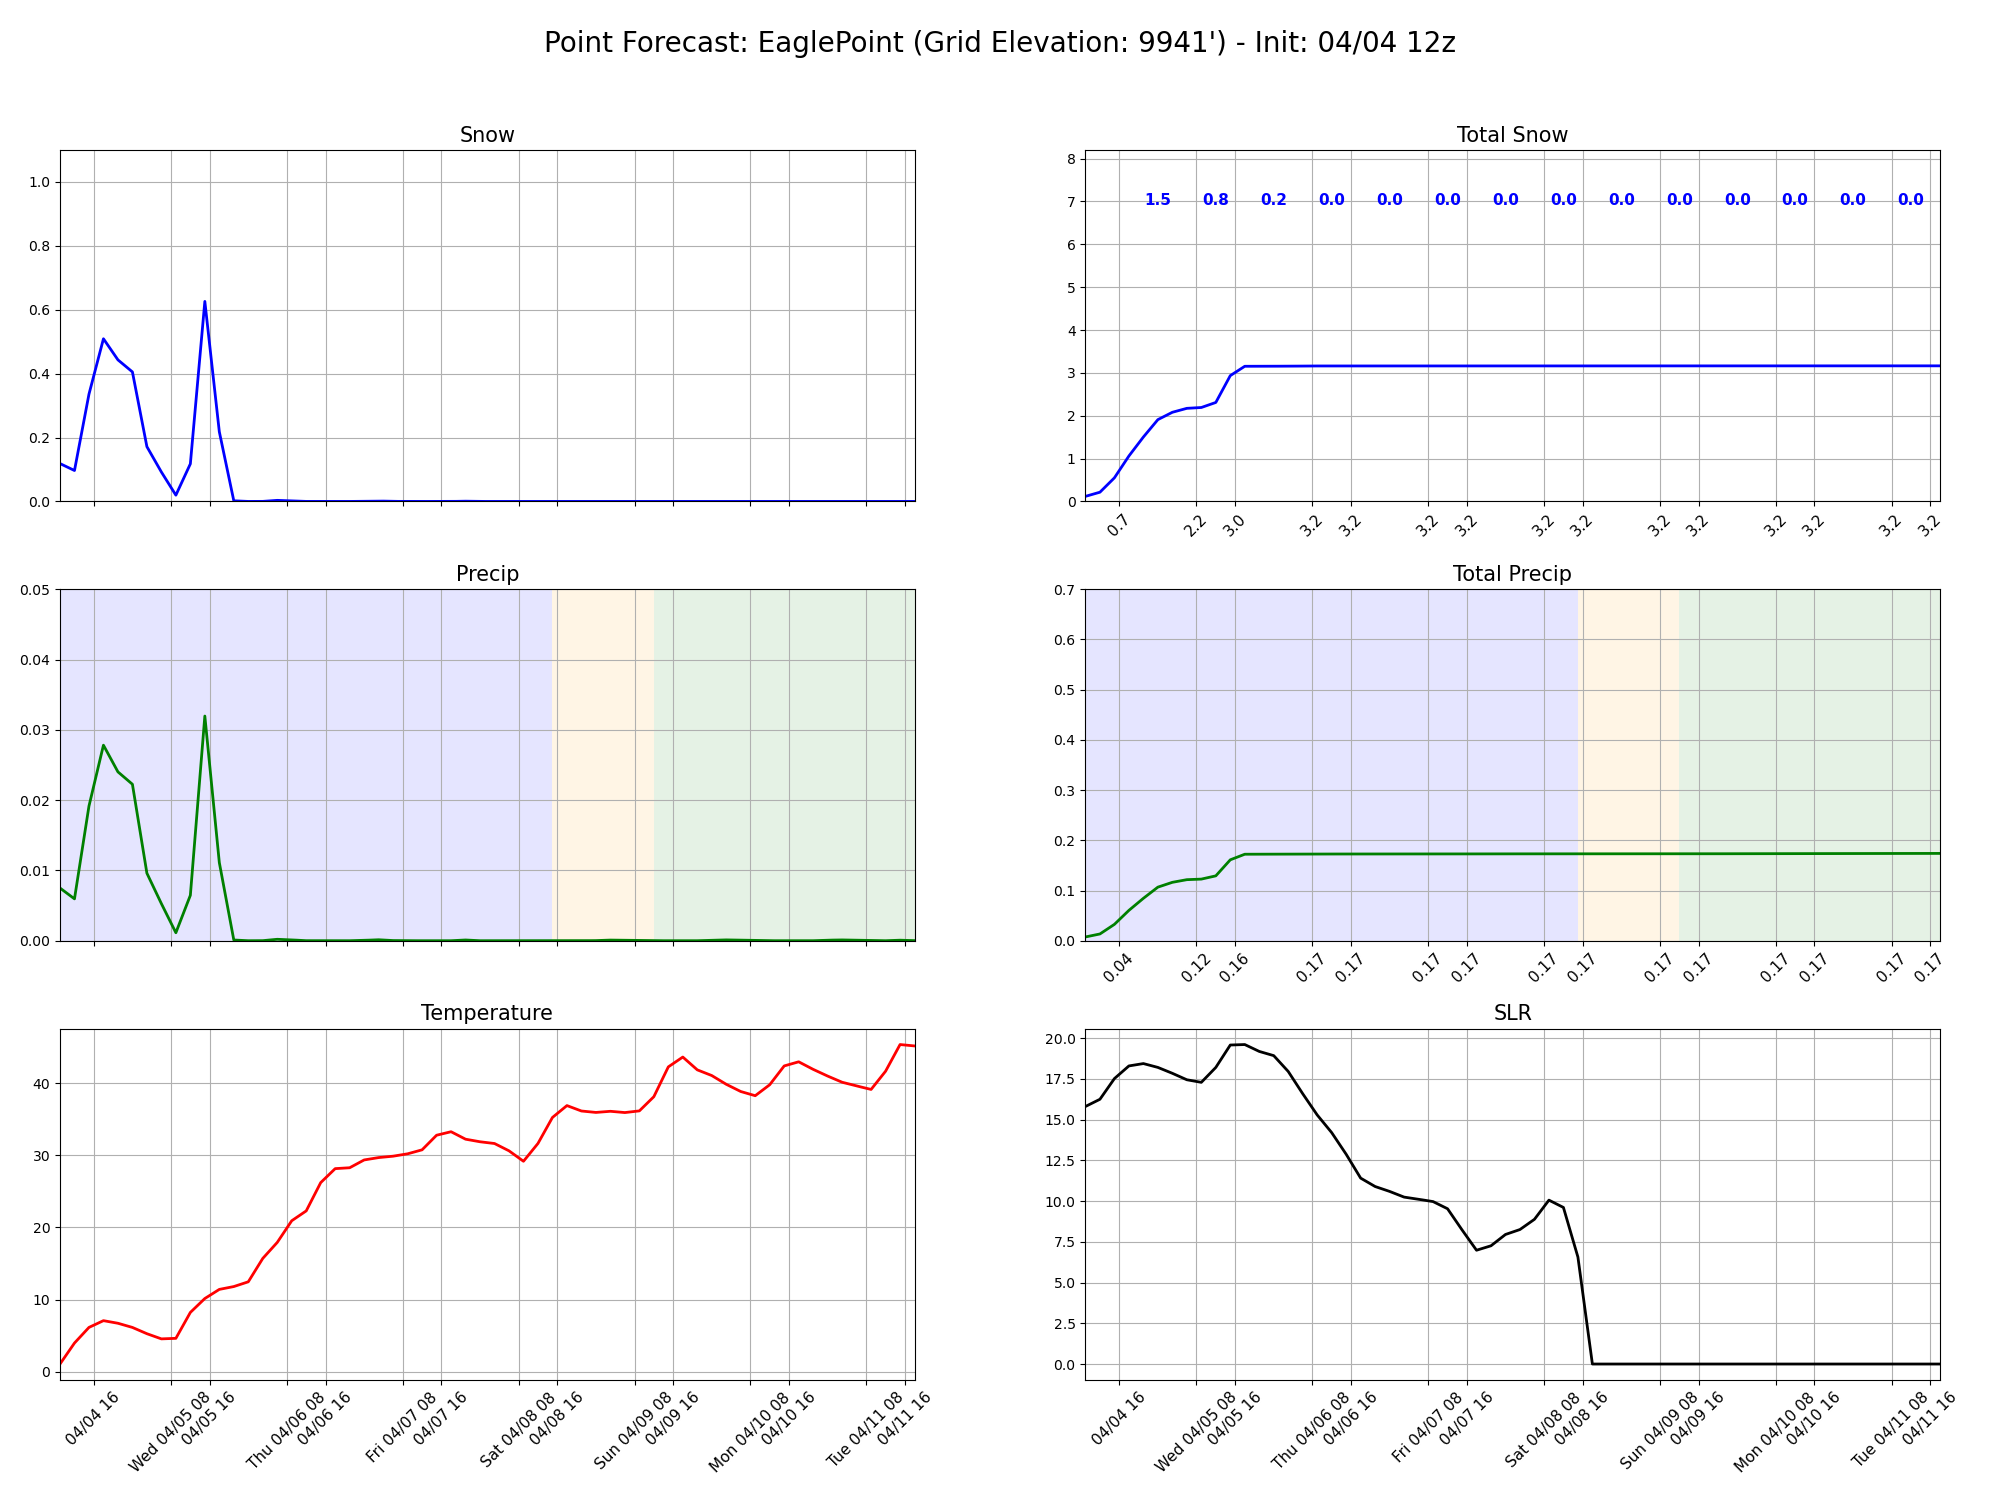 Point Forecast: EaglePoint (Grid Elevation: 9941') - Init: 04/04 12z
Snow
1.0
0.8
0.6
0.4
0.2
0.0
Total Snow
8
7
6
5
4
3
2
1
0
1.5 0.8 0.2 0.0 0.0 0.0 0.0 0.0 0.0 0.0 0.0 0.0 0.0 0.0
0.7 2.2 3.0 3.2 3.2 3.2 3.2 3.2 3.2 3.2 3.2 3.2 3.2 3.2 3.2
Precip
0.05
0.04
0.03
0.02
0.01
0.00
Total Precip
0.7
0.6
0.5
0.4
0.3
0.2
0.1
0.0
0.04 0.12 0.16 0.17 0.17 0.17 0.17 0.17 0.17 0.17 0.17 0.17 0.17 0.17 0.17
Temperature
40
30
20
10
0
04/04 16
Wed 04/05 08
04/05 16
Thu 04/06 08
04/06 16
Fri 04/07 08
04/07 16
Sat 04/08 08
04/08 16
Sun 04/09 08
04/09 16
Mon 04/10 08
04/10 16
Tue 04/11 08
04/11 16
SLR
20.0
17.5
15.0
12.5
10.0
7.5
5.0
2.5
0.0
04/04 16
Wed 04/05 08
04/05 16
Thu 04/06 08
04/06 16
Fri 04/07 08
04/07 16
Sat 04/08 08
04/08 16
Sun 04/09 08
04/09 16
Mon 04/10 08
04/10 16
Tue 04/11 08
04/11 16